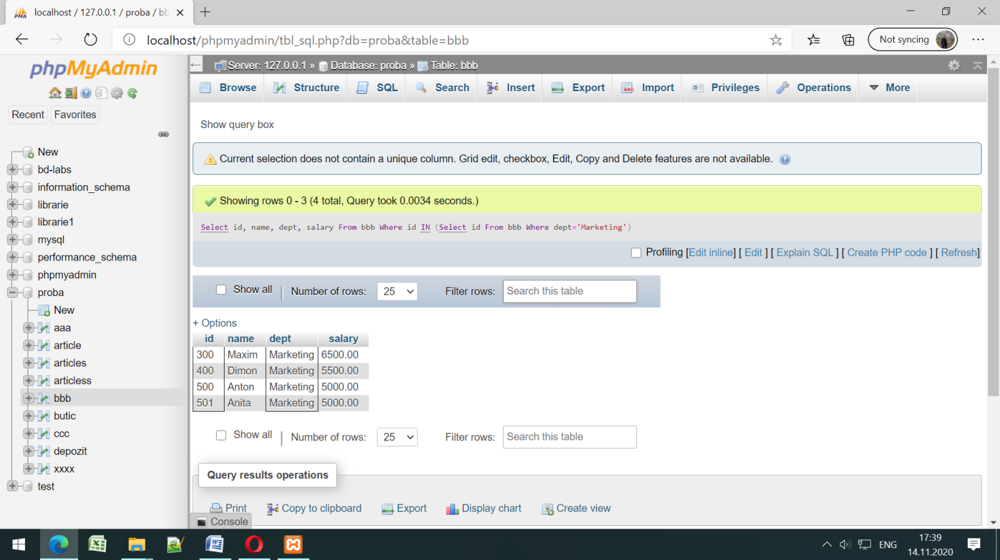 localhost / 127.0.0.1 / proba / bb
localhost/phpmyadmin/tbl_sql.php?db=proba&table=bbb
Not syncing
phpMyAdmin
Recent
Favorites
New
bd-labs
information_schema
librarie
librarie1
mysql
performance_schema
phpmyadmin
proba
New
aaa
article
articles
articless
bbb
butic
ccc
depozit
xxxx
test
Server: 127.0.0.1 » Database: proba » Table: bbb
Browse Structure SQL Search Insert Export Import Privileges Operations More
Show query box
Current selection does not contain a unique column. Grid edit, checkbox, Edit, Copy and Delete features are not available.
Showing rows 0 - 3 (4 total, Query took 0.0034 seconds.)
Select id, name, dept, salary From bbb Where id IN (Select id From bbb Where dept='Marketing')
Profiling [Edit inline] [ Edit ] [ Explain SQL ] [ Create PHP code ] [ Refresh]
Show all | Number of rows: 25 Filter rows: Search this table
+ Options
id name dept salary
300 Maxim Marketing 6500.00
400 Dimon Marketing 5500.00
500 Anton Marketing 5000.00
501 Anita Marketing 5000.00
Show all | Number of rows: 25 Filter rows: Search this table
Query results operations
Print Copy to clipboard Export Display chart Create view
Console
ENG
17:39
14.11.2020